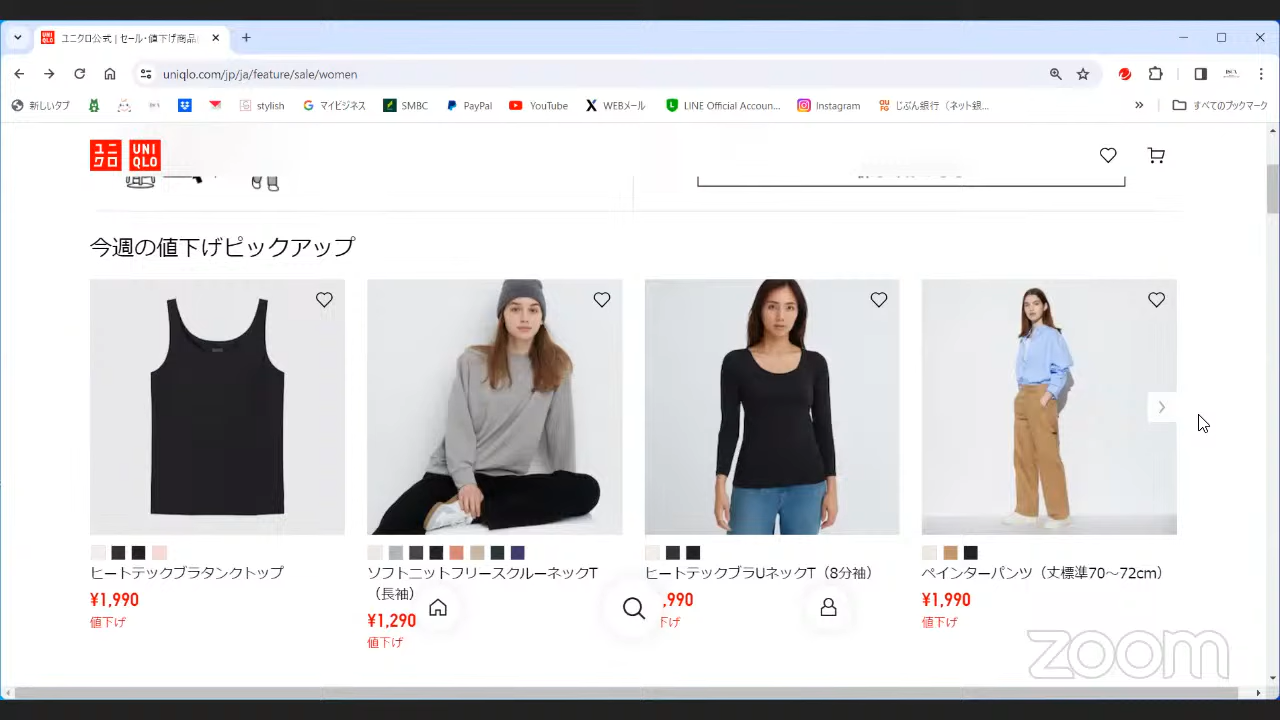 ユニクロ公式 | セール・値下げ商品
uniqlo.com/jp/ja/feature/sale/women
新しいタブ
stylish
マイビジネス
SMBC
PayPal
YouTube
WEBメール
LINE Official Accoun...
Instagram
じぶん銀行（ネット銀...
すべてのブックマーク
ユニクロ UNIQLO
今週の値下げピックアップ
ヒートテックブラタンクトップ
¥1,990
値下げ
ソフトニットフリースクルーネックT
（長袖）
¥1,290
値下げ
ヒートテックブラUネックT（8分袖）
,990
下げ
ペインターパンツ（丈標準70～72cm）
¥1,990
値下げ
zoom